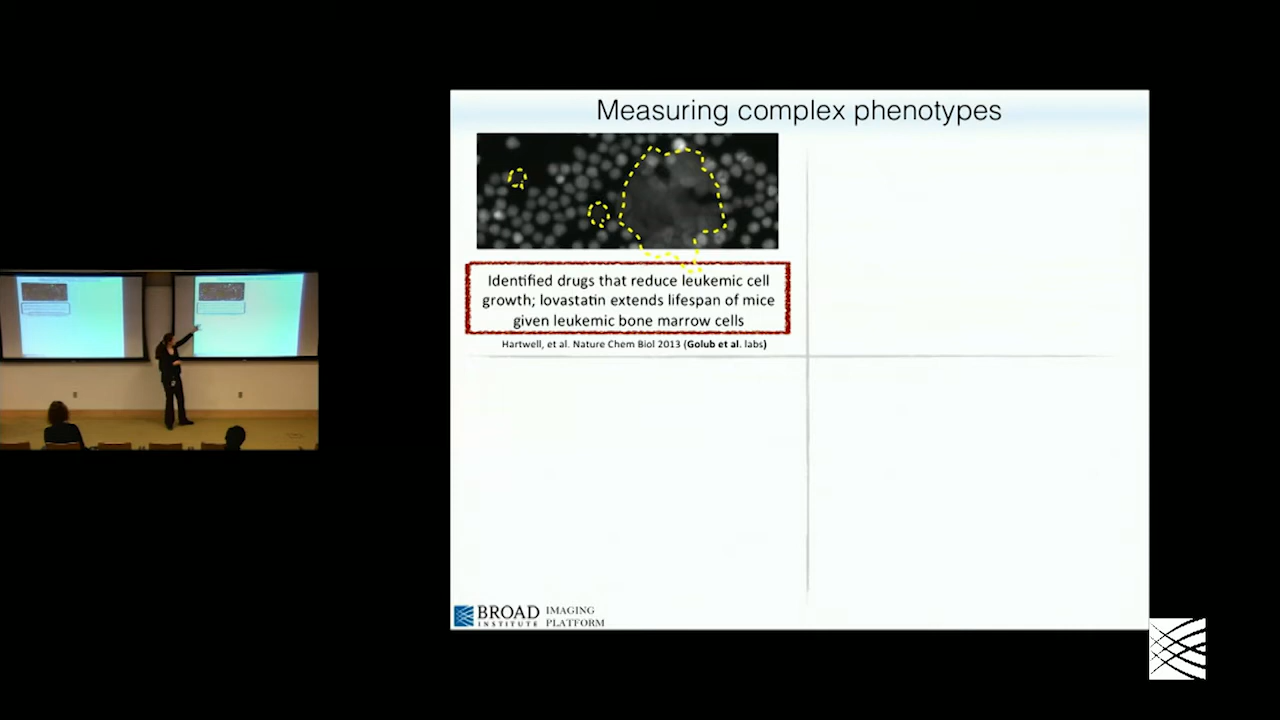 Measuring complex phenotypes
Identified drugs that reduce leukemic cell
growth; lovastatin extends lifespan of mice
given leukemic bone marrow cells
Hartwell, et al. Nature Chem Biol 2013 (Golub et al. labs)
BROAD
INSTITUTE
IMAGING
PLATFORM